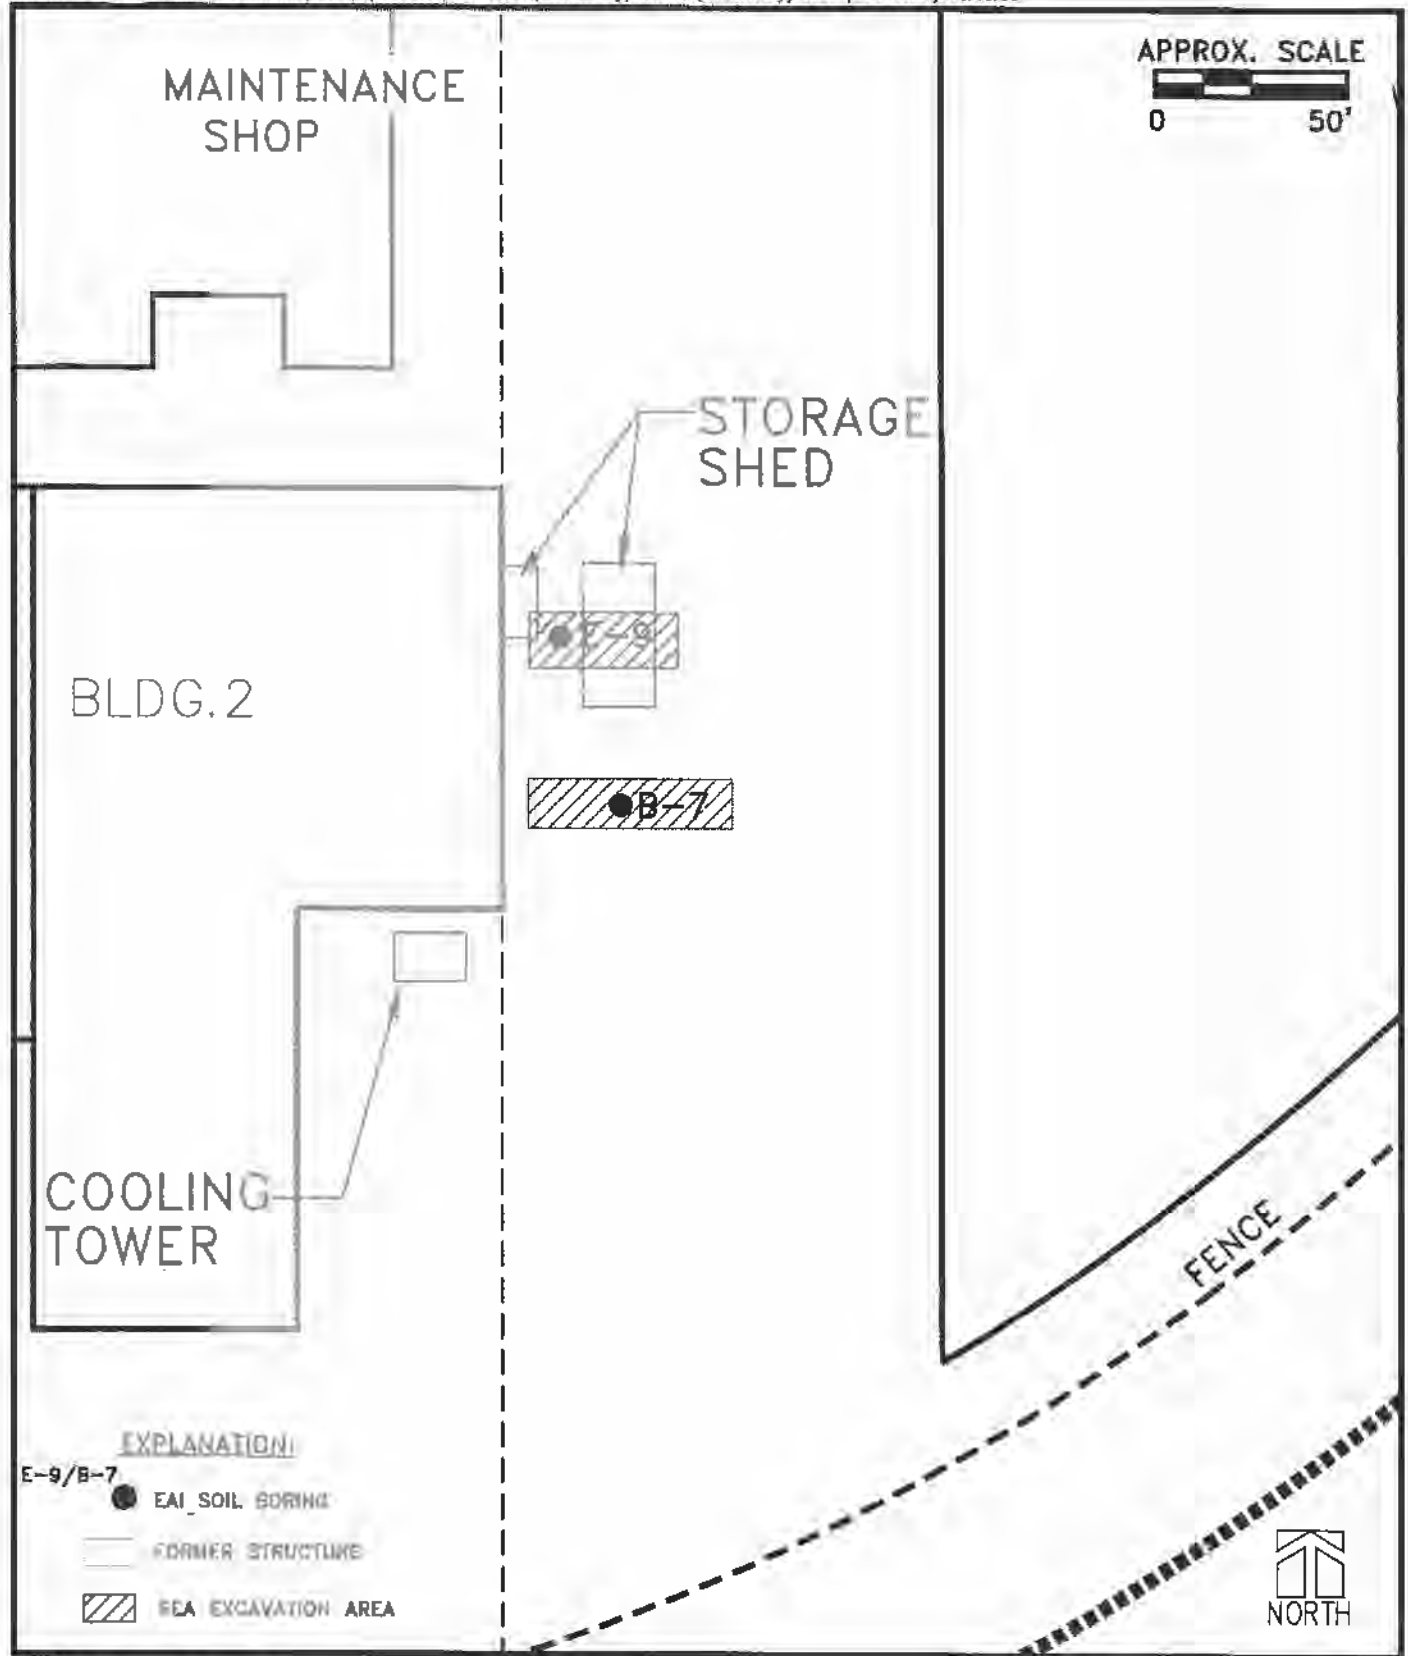 MAINTENANCE
SHOP
APPROX. SCALE
0 50'
STORAGE
SHED
BLDG.2
B-7
COOLING
TOWER
FENCE
EXPLANATION:
E-9/B-7
EAI SOIL BORING
FORMER STRUCTURE
EXCAVATION AREA
NORTH